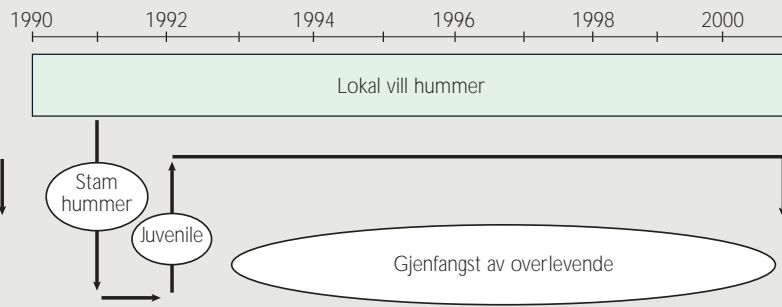 1990 1992 1994 1996 1998 2000
Lokal vill hummer
Stam
hummer
Juvenile
Gjenfangst av overlevende